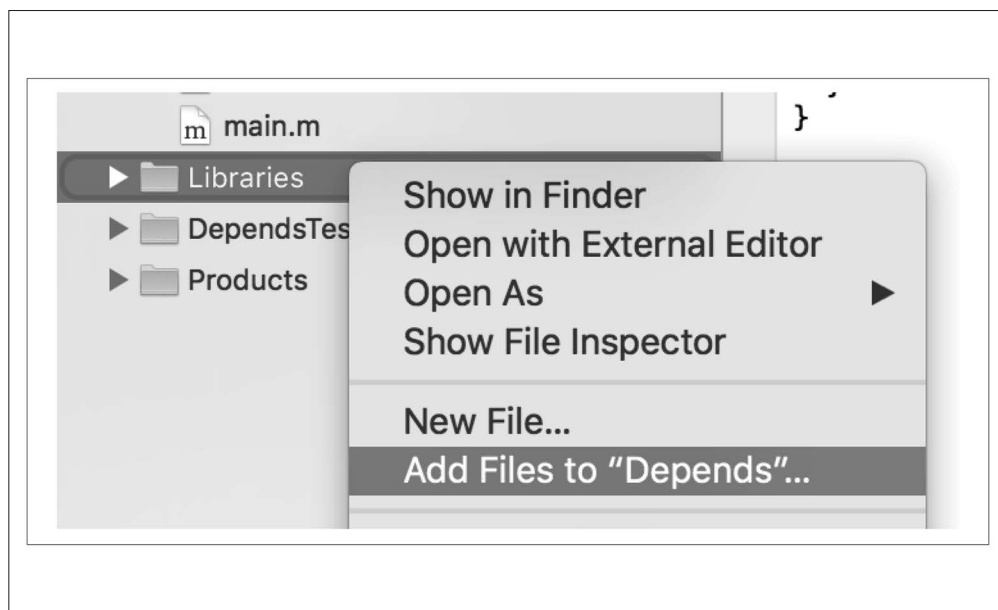 main.m
}
Libraries
DependsTes
Products
Show in Finder
Open with External Editor
Open As
Show File Inspector
New File...
Add Files to “Depends”...